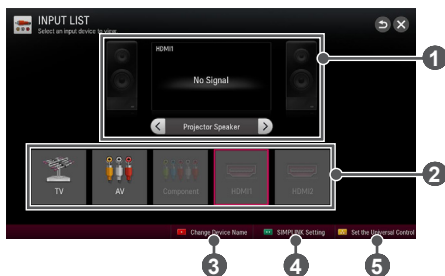 INPUT LIST
Select an input device to view.
HDMI1
No Signal
Projector Speaker
TV
AV
Component
HDMI1
HDMI2
Change Device Name
SIMPLINK Setting
Set the Universal Control
1
2
3
4
5